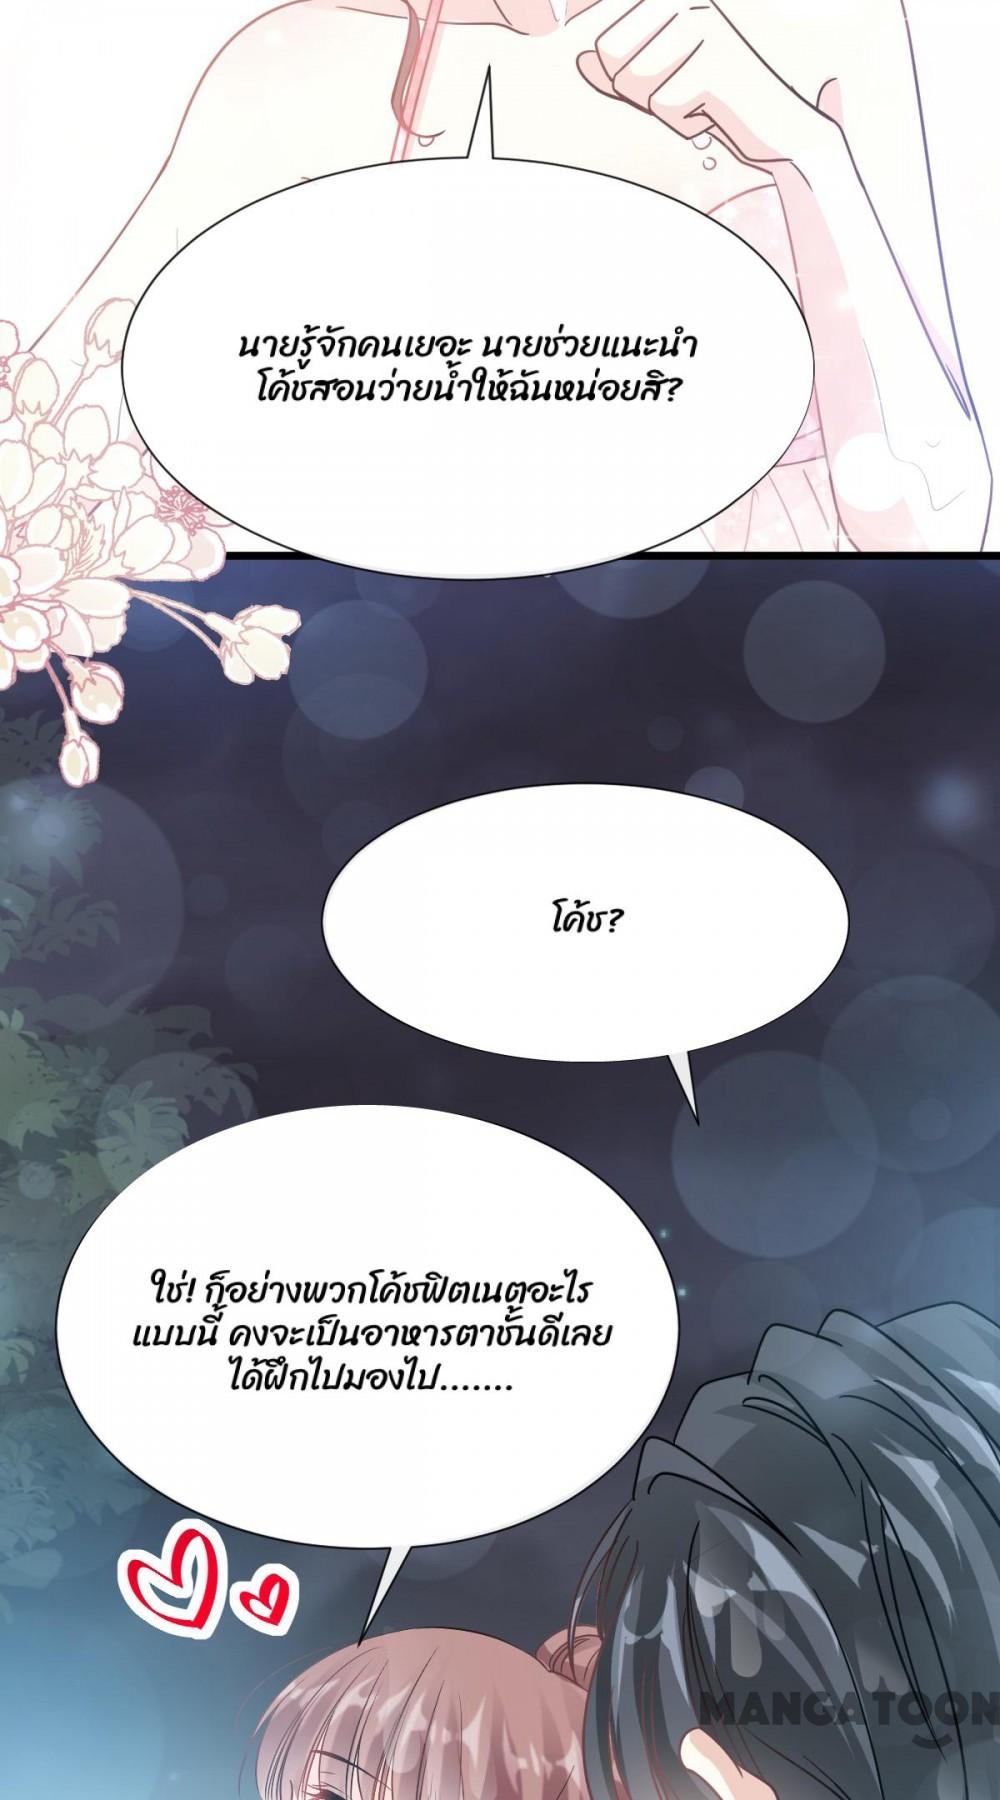 นายรู้จักคนเยอะ นายช่วยแนะนำ
โค้ชสอนว่ายน้ำให้ฉันหน่อยสิ?
โค้ช?
ใช่! ก็อย่างพวกโค้ชฟิตเนตอะไร
แบบนี้ คงจะเป็นอาหารตาชั้นดีเลย
ได้ฝึกไปมองไป.......
MANGATOON